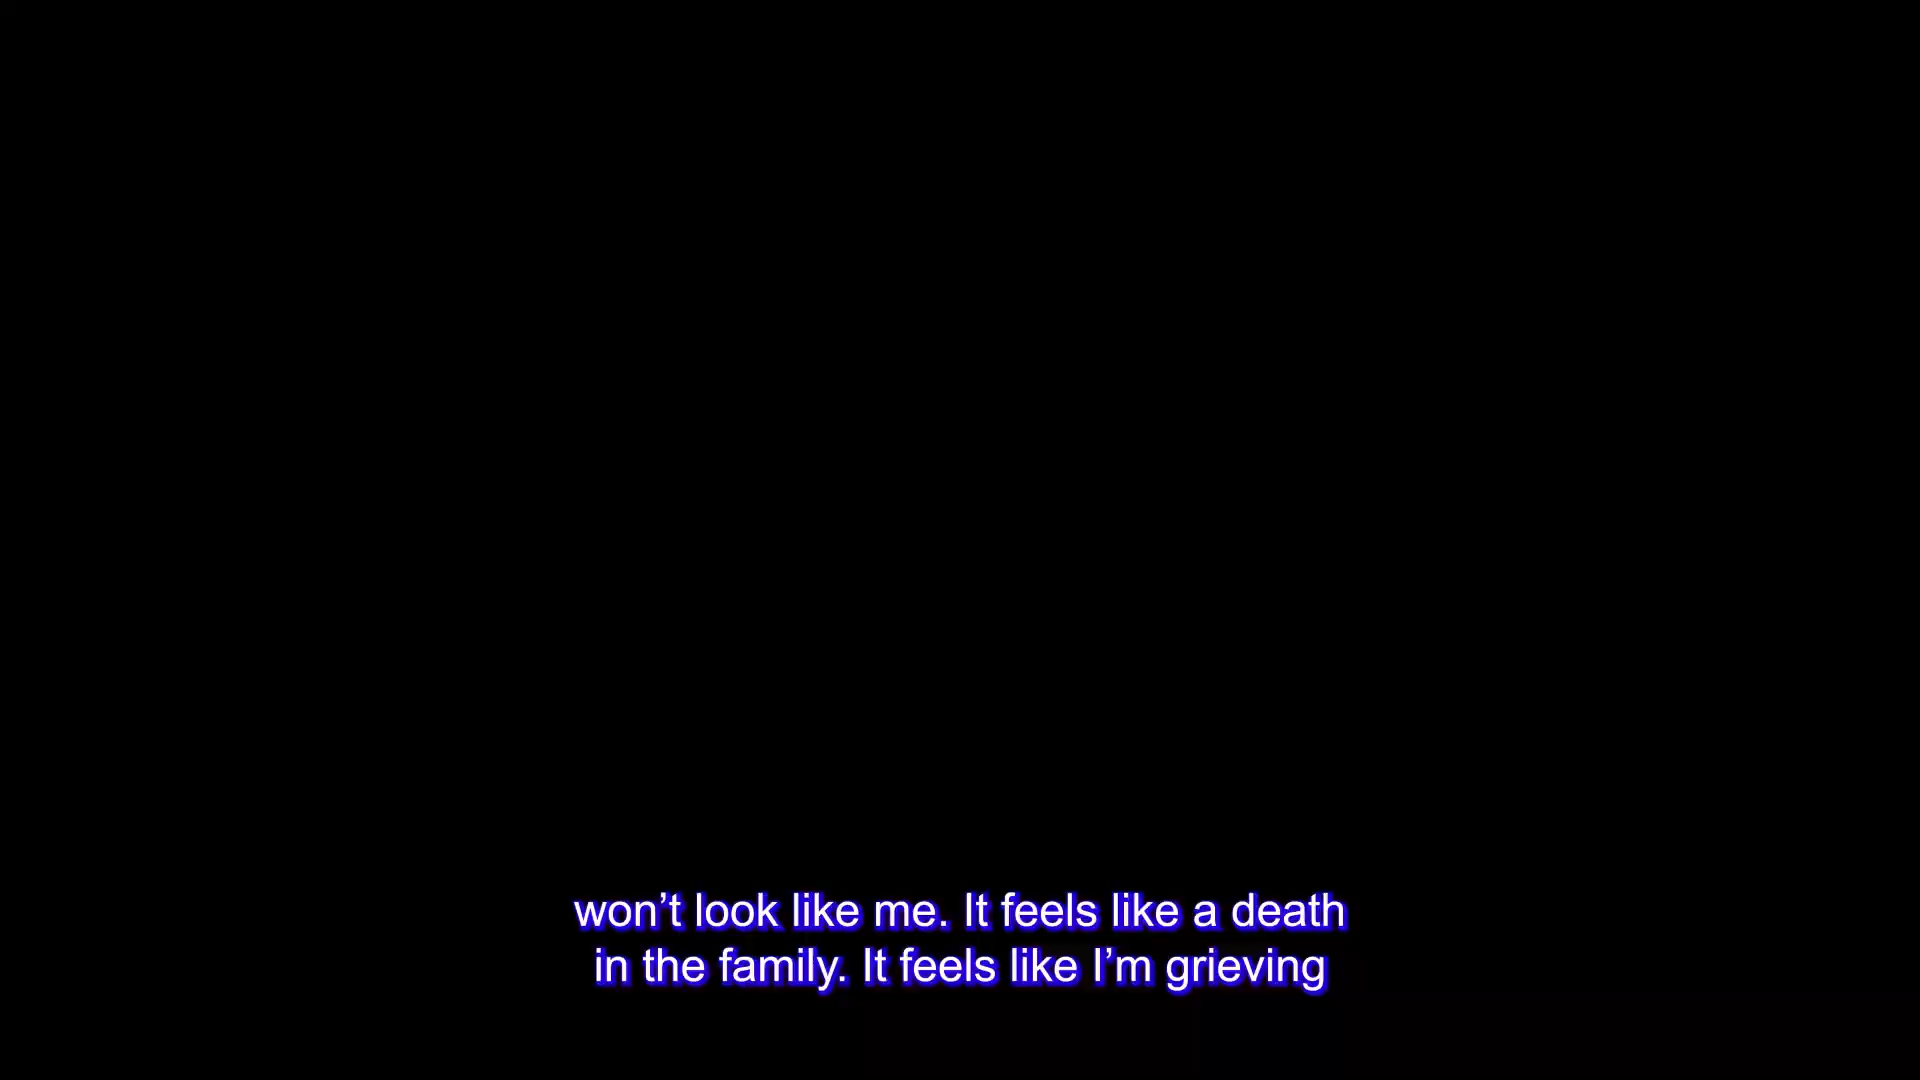 won’t look like me. It feels like a death
in the family. It feels like I’m grieving